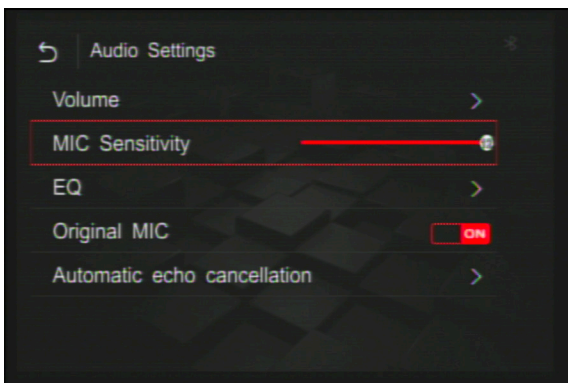 Audio Settings
Volume
MIC Sensitivity
EQ
Original MIC ON
Automatic echo cancellation